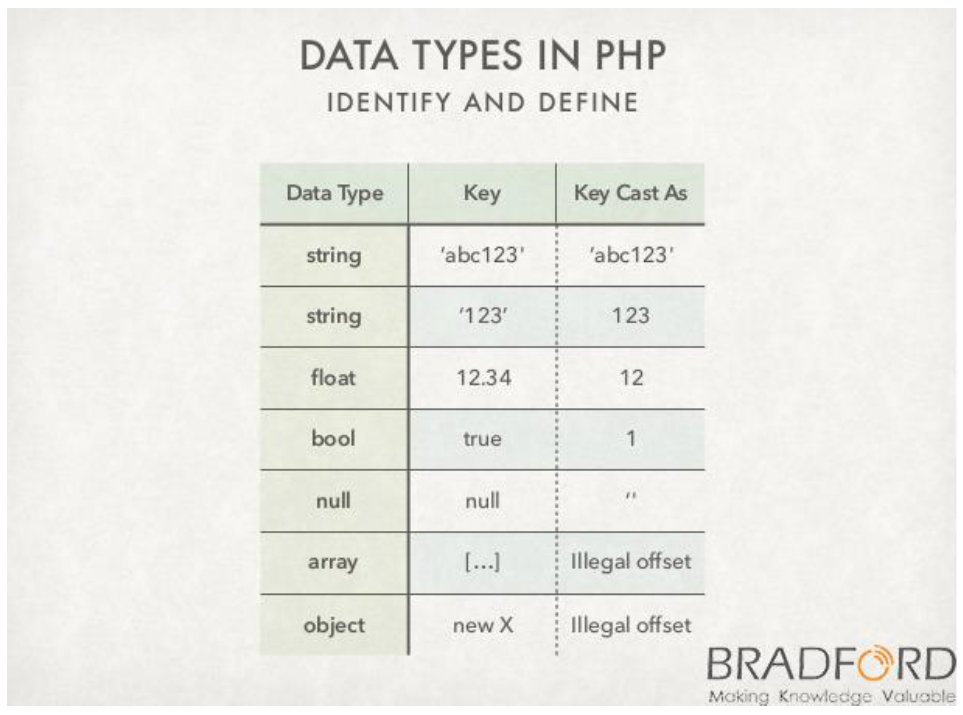 DATA TYPES IN PHP
IDENTIFY AND DEFINE
Data Type Key Key Cast As
string 'abc123' 'abc123'
string '123' 123
float 12.34 12
bool true 1
null null ''
array [...] Illegal offset
object new X Illegal offset
BRADFORD
Making Knowledge Valuable